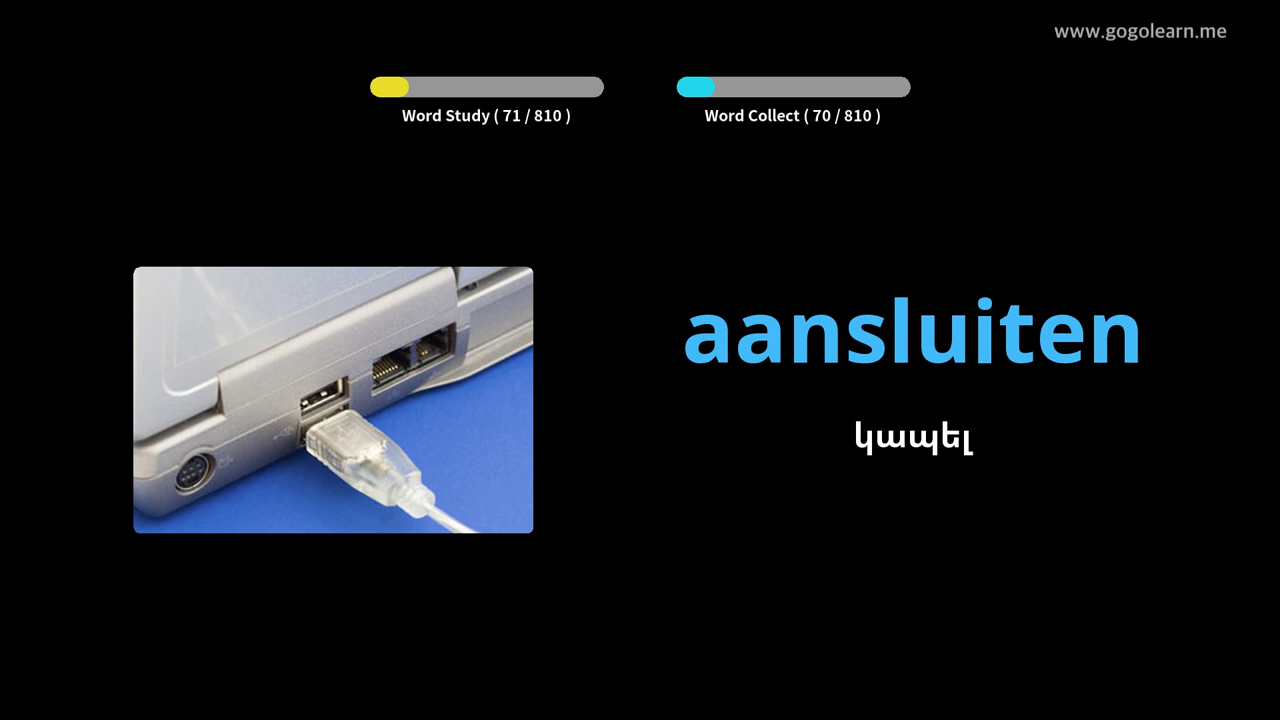 www.gogolearn.me
Word Study ( 71 / 810 )
Word Collect ( 70 / 810 )
aansluiten
կապել